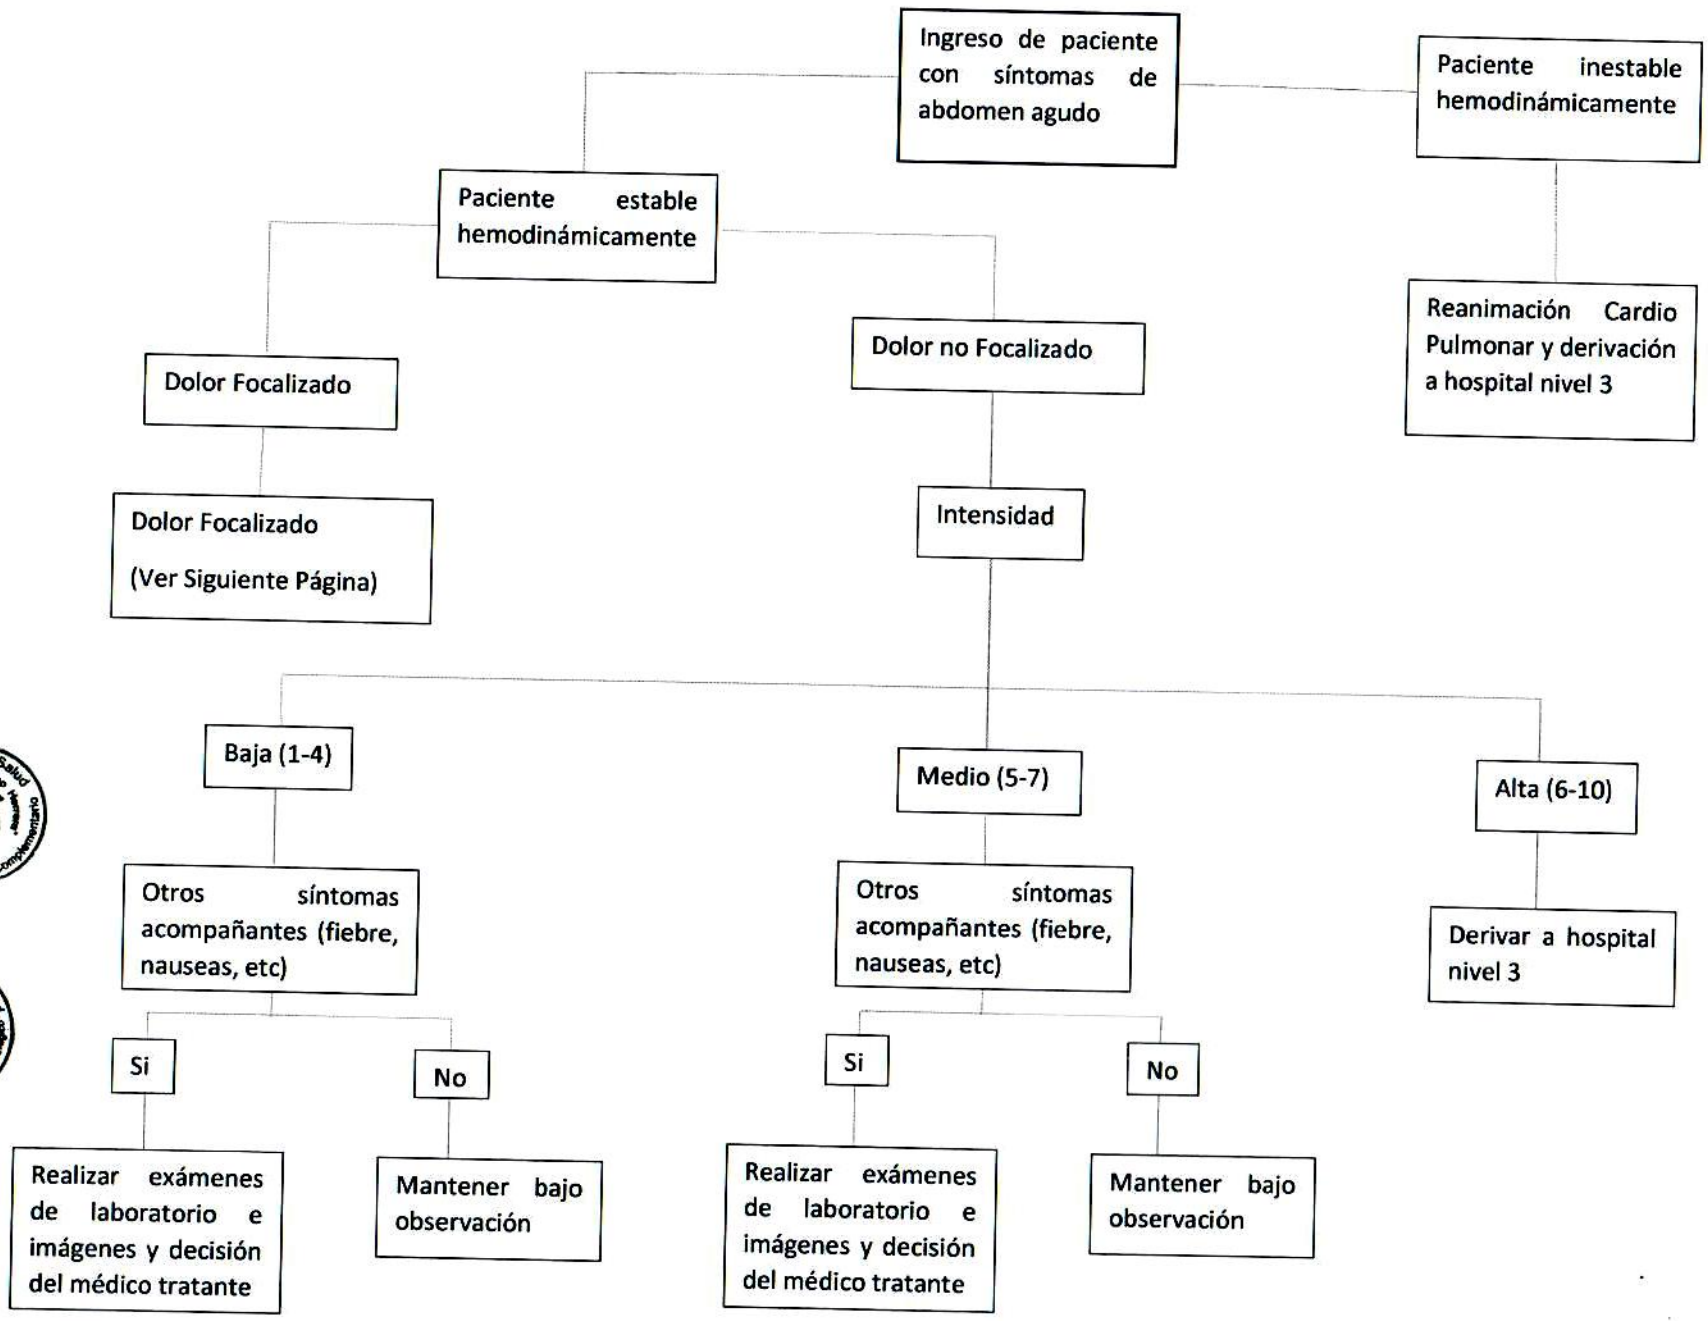 Ingreso de paciente
con síntomas de
abdomen agudo
Paciente inestable
hemodinámicamente
Paciente estable
hemodinámicamente
Reanimación Cardio
Pulmonar y derivación
a hospital nivel 3
Dolor no Focalizado
Dolor Focalizado
Intensidad
Dolor Focalizado
(Ver Siguiente Página)
Baja (1-4)
Medio (5-7)
Alta (6-10)
Otros síntomas
acompañantes (fiebre,
nauseas, etc)
Otros síntomas
acompañantes (fiebre,
nauseas, etc)
Derivar a hospital
nivel 3
Si
No
Si
No
Realizar exámenes
de laboratorio e
imágenes y decisión
del médico tratante
Mantener bajo
observación
Realizar exámenes
de laboratorio e
imágenes y decisión
del médico tratante
Mantener bajo
observación
Salud